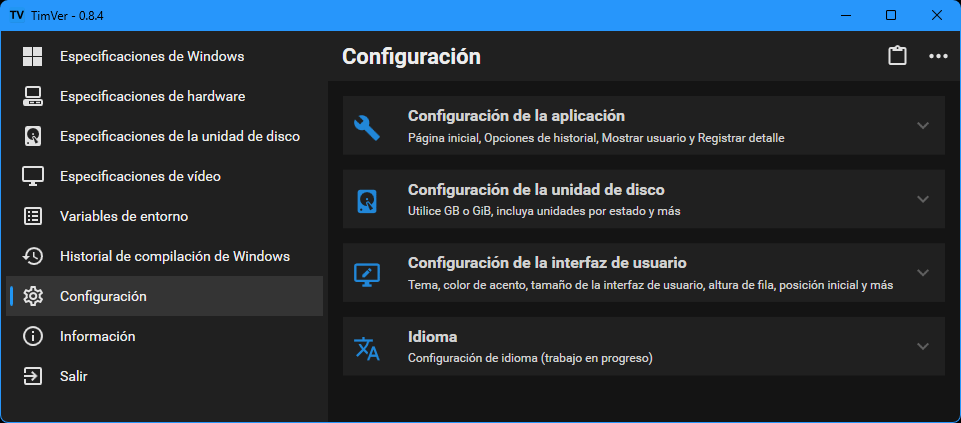 TV TimVer - 0.8.4
Especificaciones de Windows
Especificaciones de hardware
Especificaciones de la unidad de disco
Especificaciones de vídeo
Variables de entorno
Historial de compilación de Windows
Configuración
Información
Salir
Configuración
Configuración de la aplicación
Página inicial, Opciones de historial, Mostrar usuario y Registrar detalle
Configuración de la unidad de disco
Utilice GB o GiB, incluya unidades por estado y más
Configuración de la interfaz de usuario
Tema, color de acento, tamaño de la interfaz de usuario, altura de fila, posición inicial y más
Idioma
Configuración de idioma (trabajo en progreso)